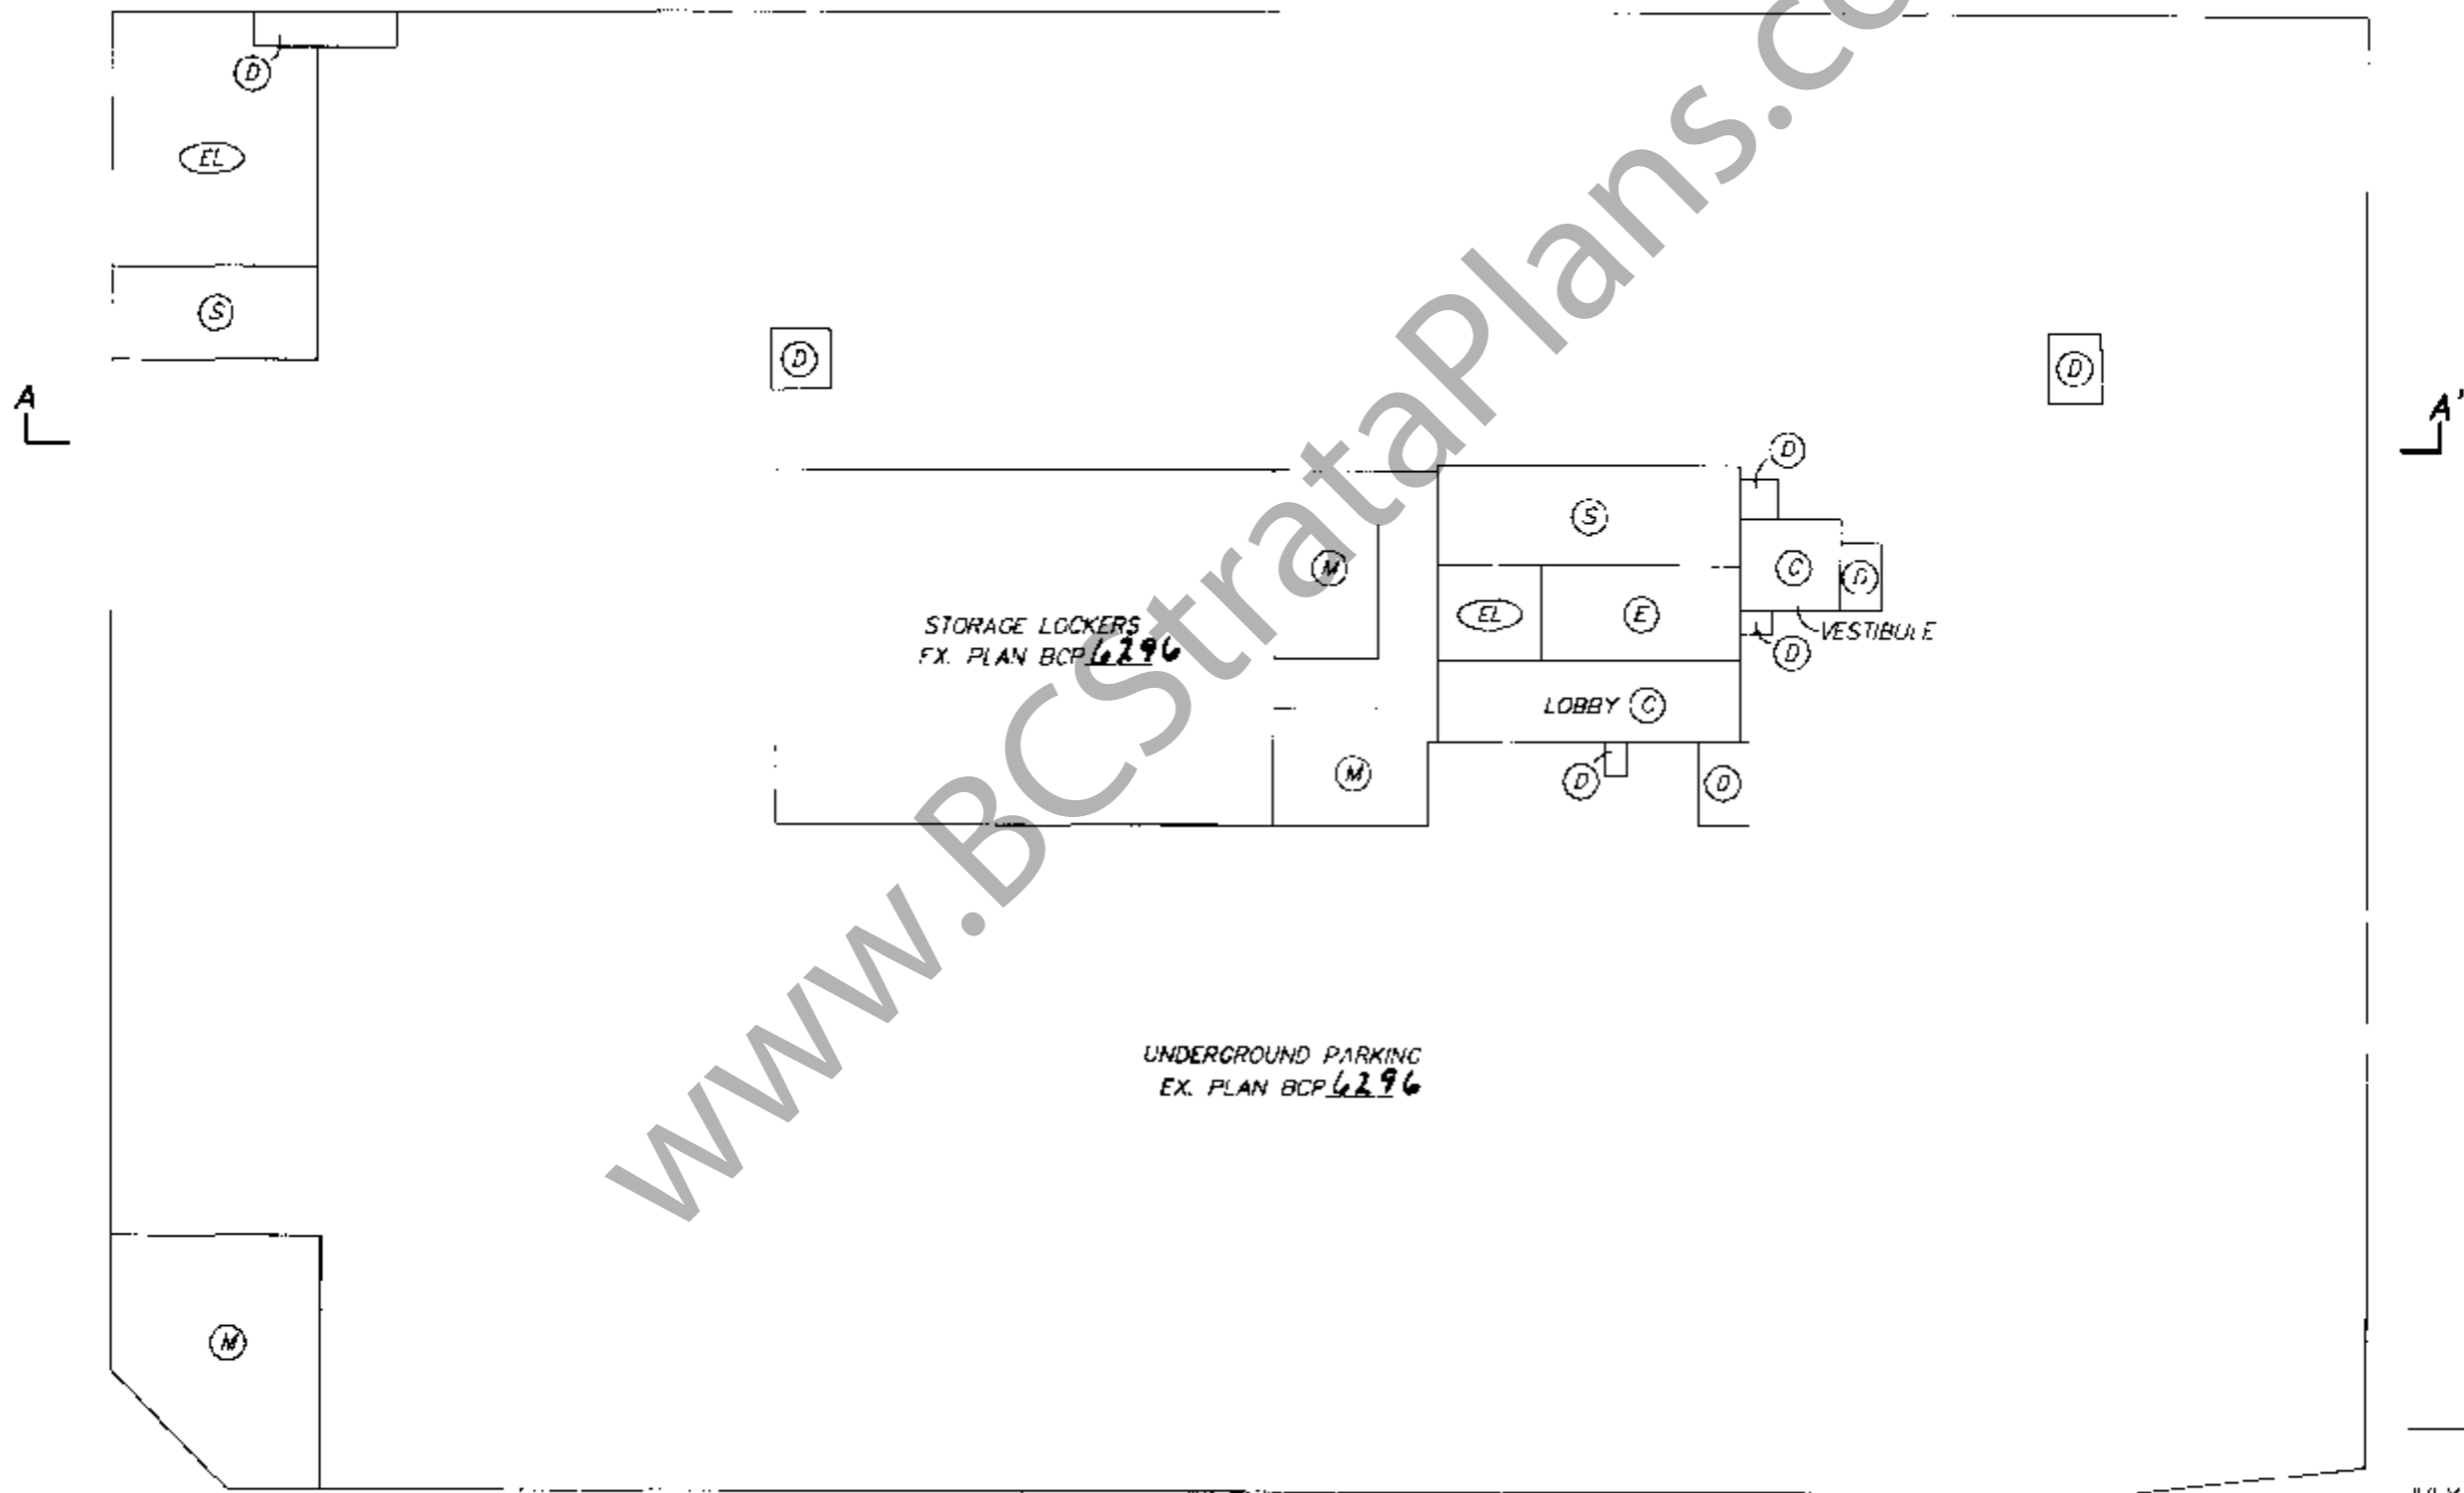 D
EL
S
D
D
A
A'
D
S
M
C
D
EL
E
STORAGE LOCKERS
EX. PLAN BCP 6296
VESTIBULE
D
LOBBY C
M
D
D
UNDERGROUND PARKING
EX. PLAN BCP 6296
M
www.BCStrataPlans.co